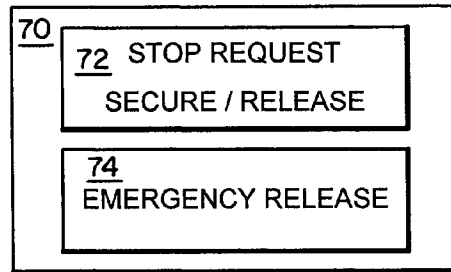 70
72 STOP REQUEST
SECURE / RELEASE
74
EMERGENCY RELEASE